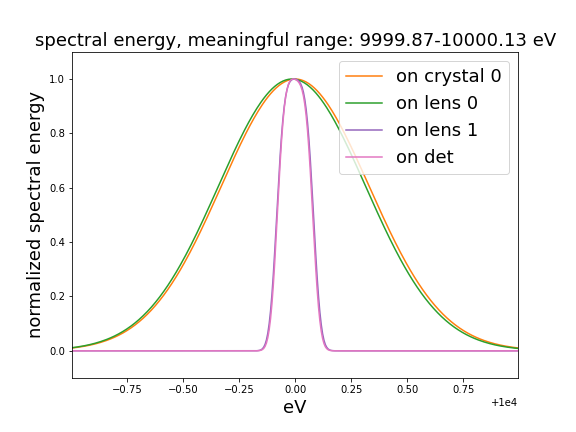 spectral energy, meaningful range: 9999.87-10000.13 eV
normalized spectral energy
1.0
0.8
0.6
0.4
0.2
0.0
on crystal 0
on lens 0
on lens 1
on det
−0.75 −0.50 −0.25 0.00 0.25 0.50 0.75
+1e4
eV